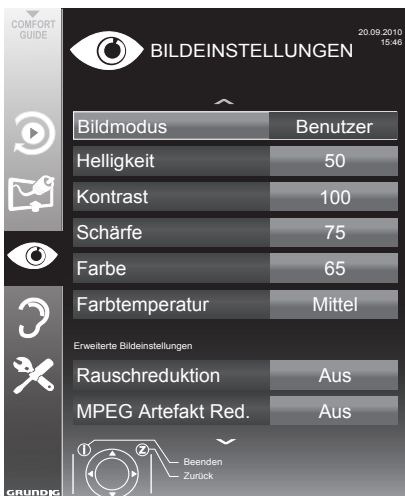 COMFORT
GUIDE
BILDEINSTELLUNGEN
20.09.2010
15:46
Bildmodus Benutzer
Helligkeit 50
Kontrast 100
Schärfe 75
Farbe 65
Farbtemperatur Mittel
Erweiterte Bildeinstellungen
Rauschreduktion Aus
MPEG Artefakt Red. Aus
I Z
Beenden
Zurück
GRUNDIG